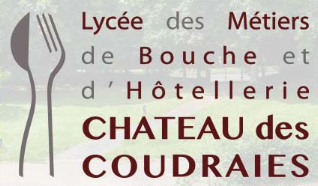 Lycée des Métiers
de Bouche et
d'Hôtellerie
CHATEAU des
COUDRAIES